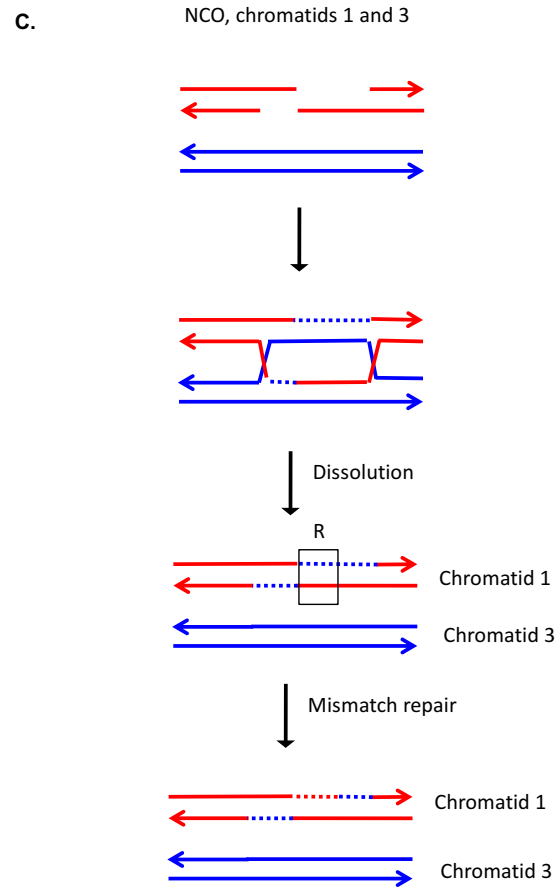 C.
NCO, chromatids 1 and 3
Dissolution
R
Chromatid 1
Chromatid 3
Mismatch repair
Chromatid 1
Chromatid 3